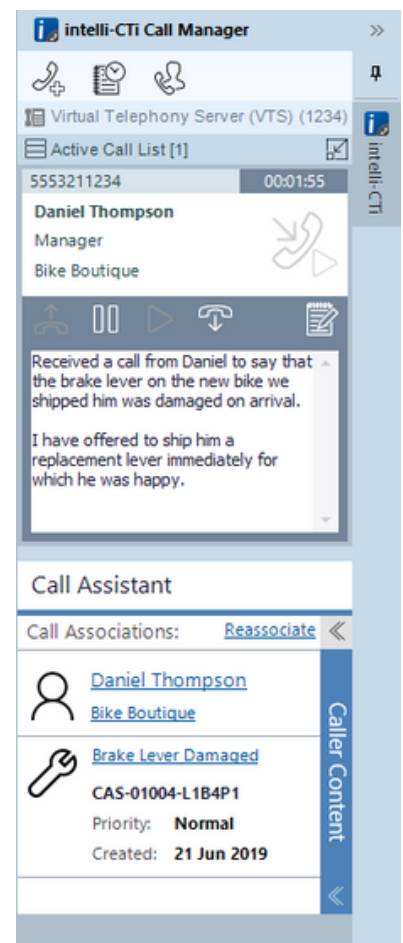 intelli-CTi Call Manager
Virtual Telephony Server (VTS) (1234)
Active Call List [1]
5553211234 00:01:55
Daniel Thompson
Manager
Bike Boutique
Received a call from Daniel to say that
the brake lever on the new bike we
shipped him was damaged on arrival.
I have offered to ship him a
replacement lever immediately for
which he was happy.
Call Assistant
Call Associations: Reassociate
Daniel Thompson
Bike Boutique
Brake Lever Damaged
CAS-01004-L1B4P1
Priority: Normal
Created: 21 Jun 2019
Caller Content
intelli-CTi